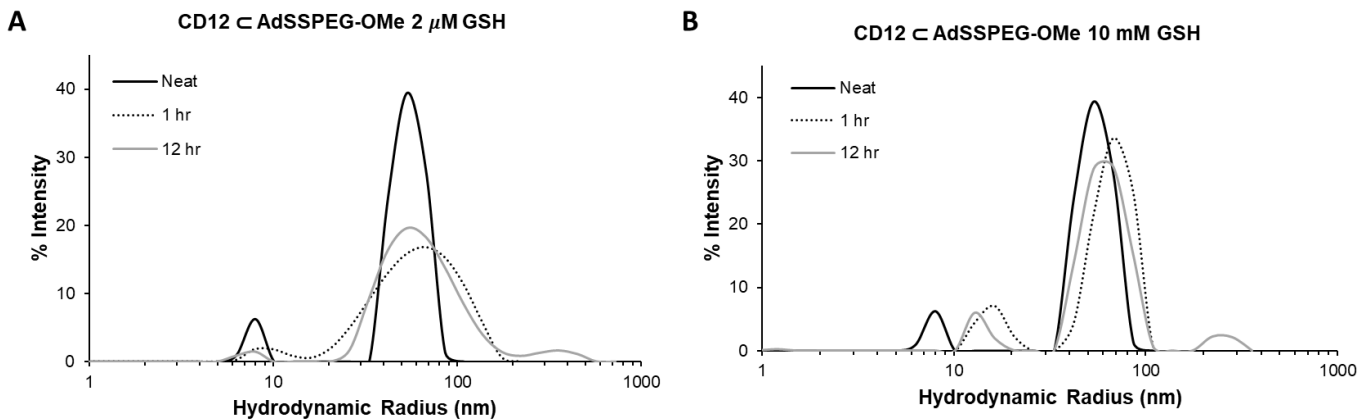 A
CD12 ⊂ AdSSPEG-OMe 2 μM GSH
Neat
1 hr
12 hr
% Intensity
40
30
20
10
0
1
10
100
1000
Hydrodynamic Radius (nm)
B
CD12 ⊂ AdSSPEG-OMe 10 mM GSH
Neat
1 hr
12 hr
% Intensity
40
30
20
10
0
1
10
100
1000
Hydrodynamic Radius (nm)